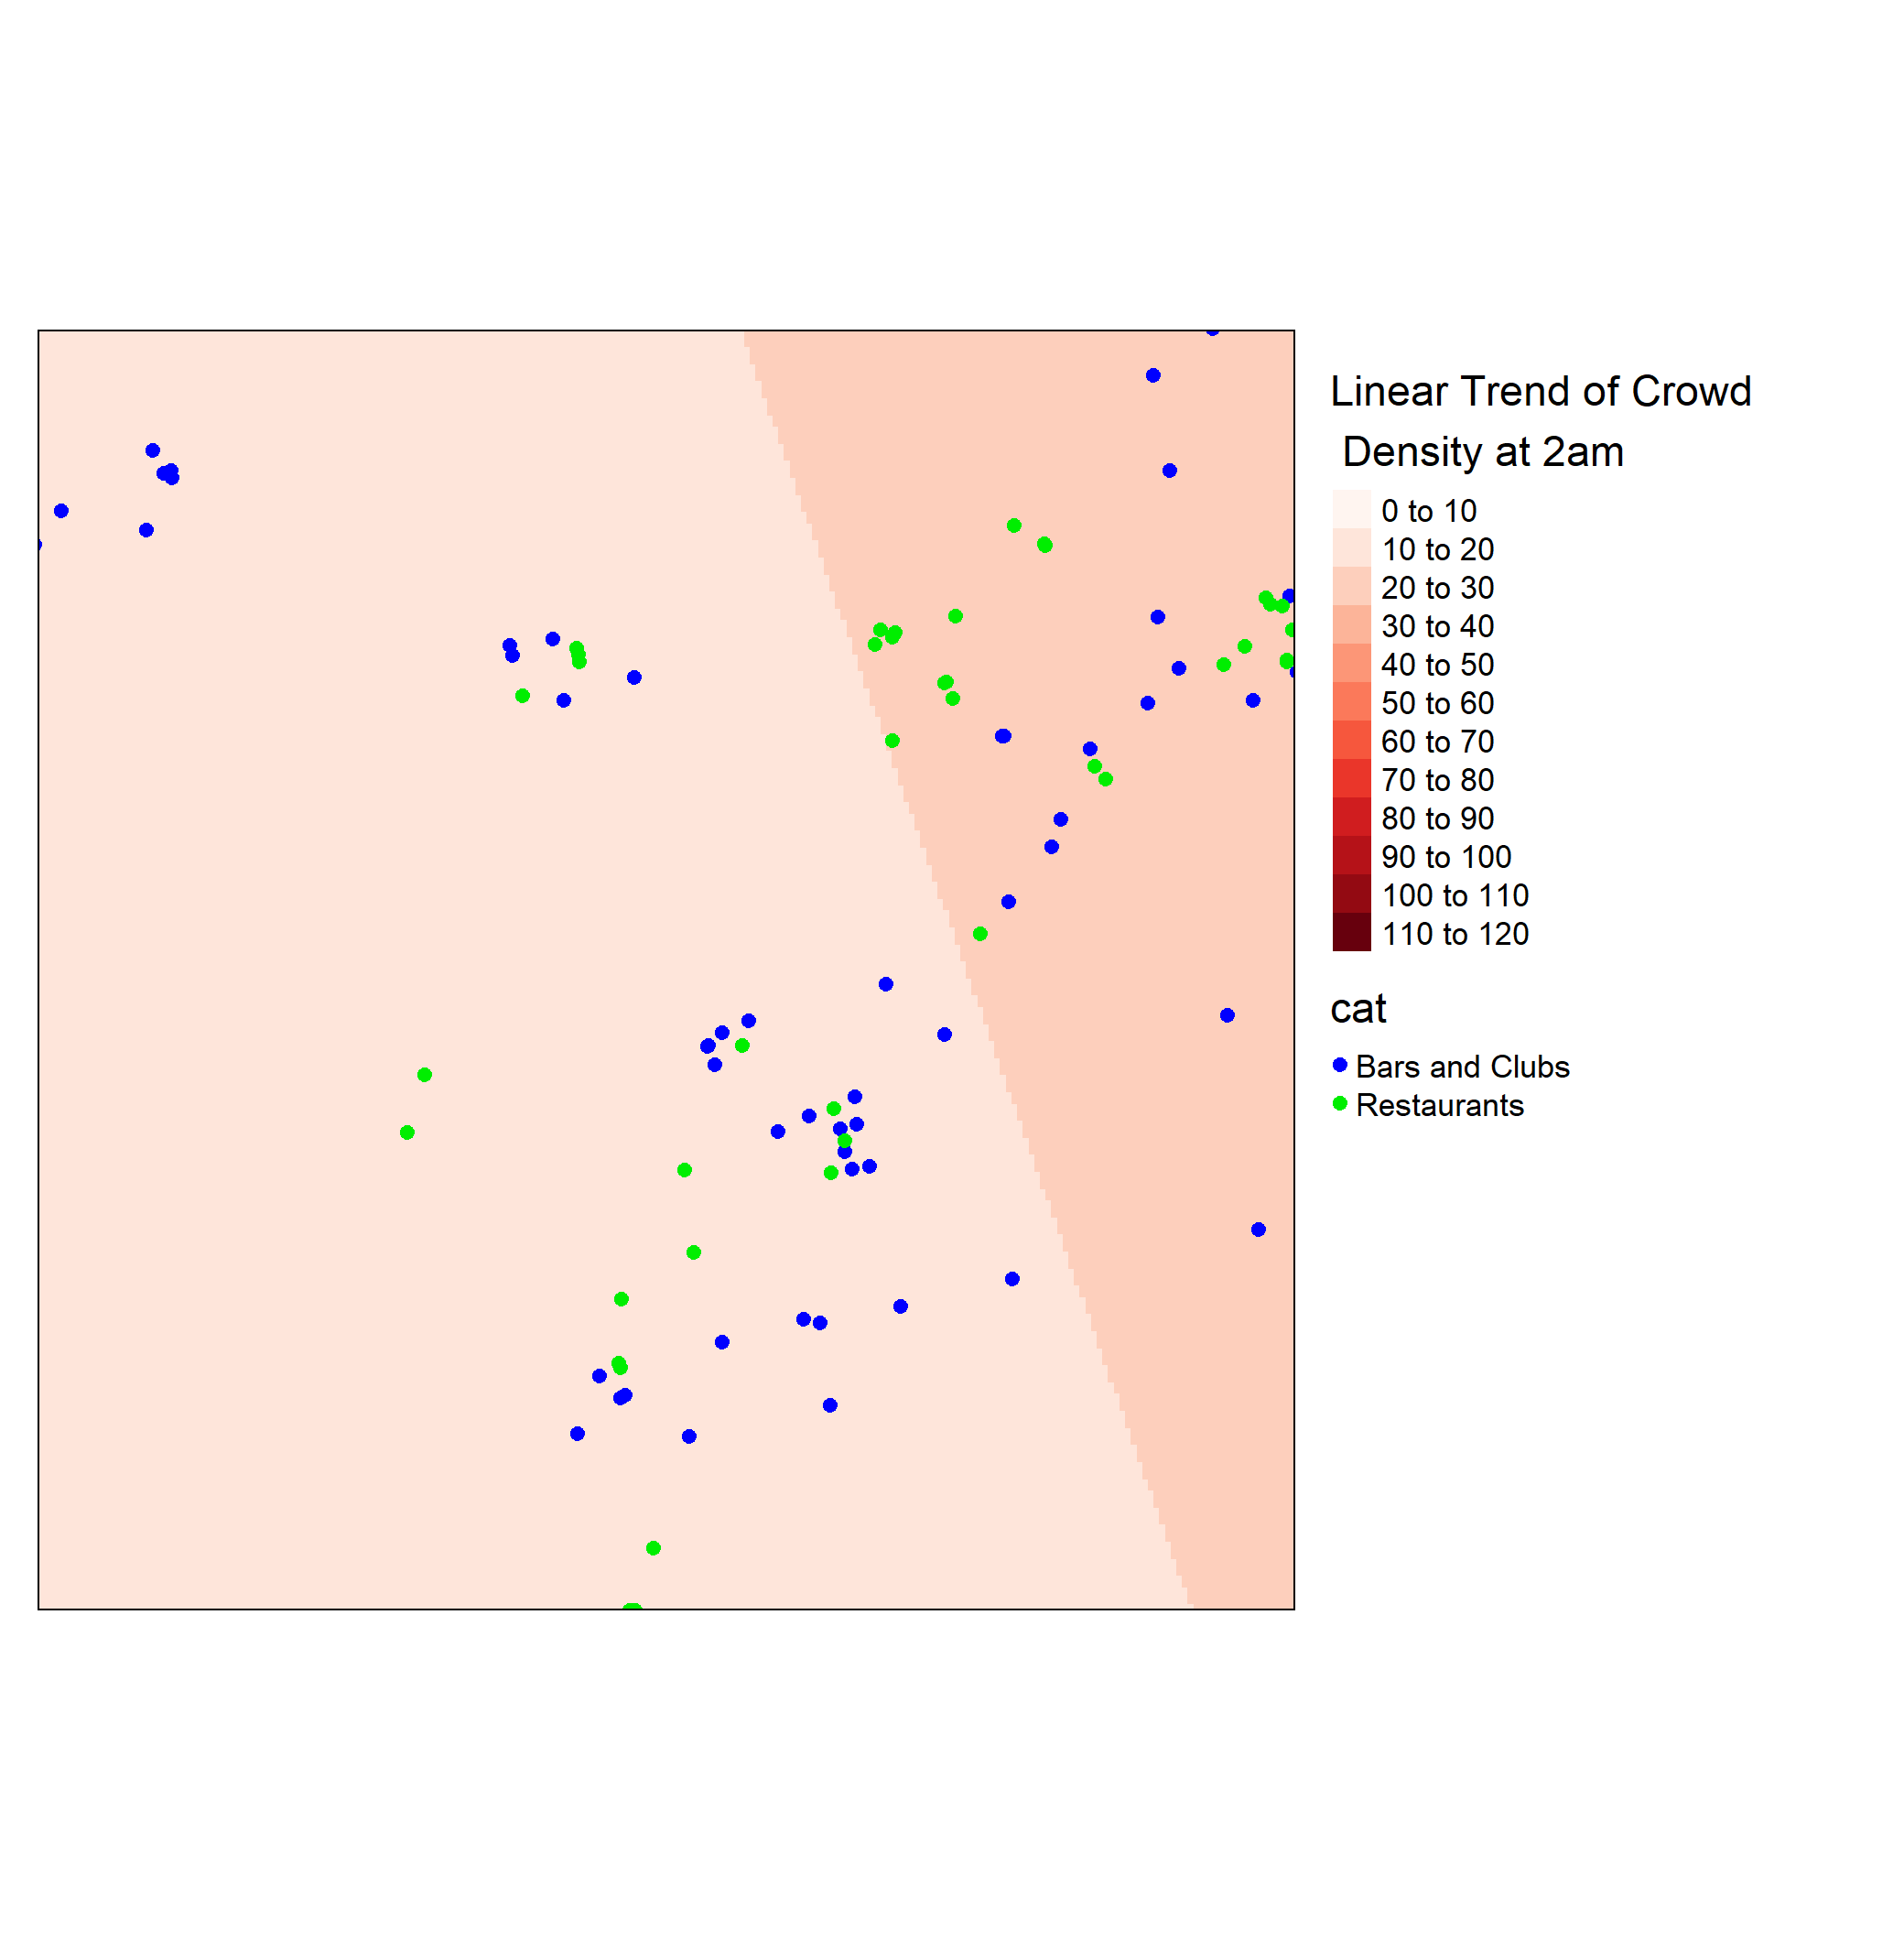 Linear Trend of Crowd
Density at 2am
0 to 10
10 to 20
20 to 30
30 to 40
40 to 50
50 to 60
60 to 70
70 to 80
80 to 90
90 to 100
100 to 110
110 to 120
cat
Bars and Clubs
Restaurants